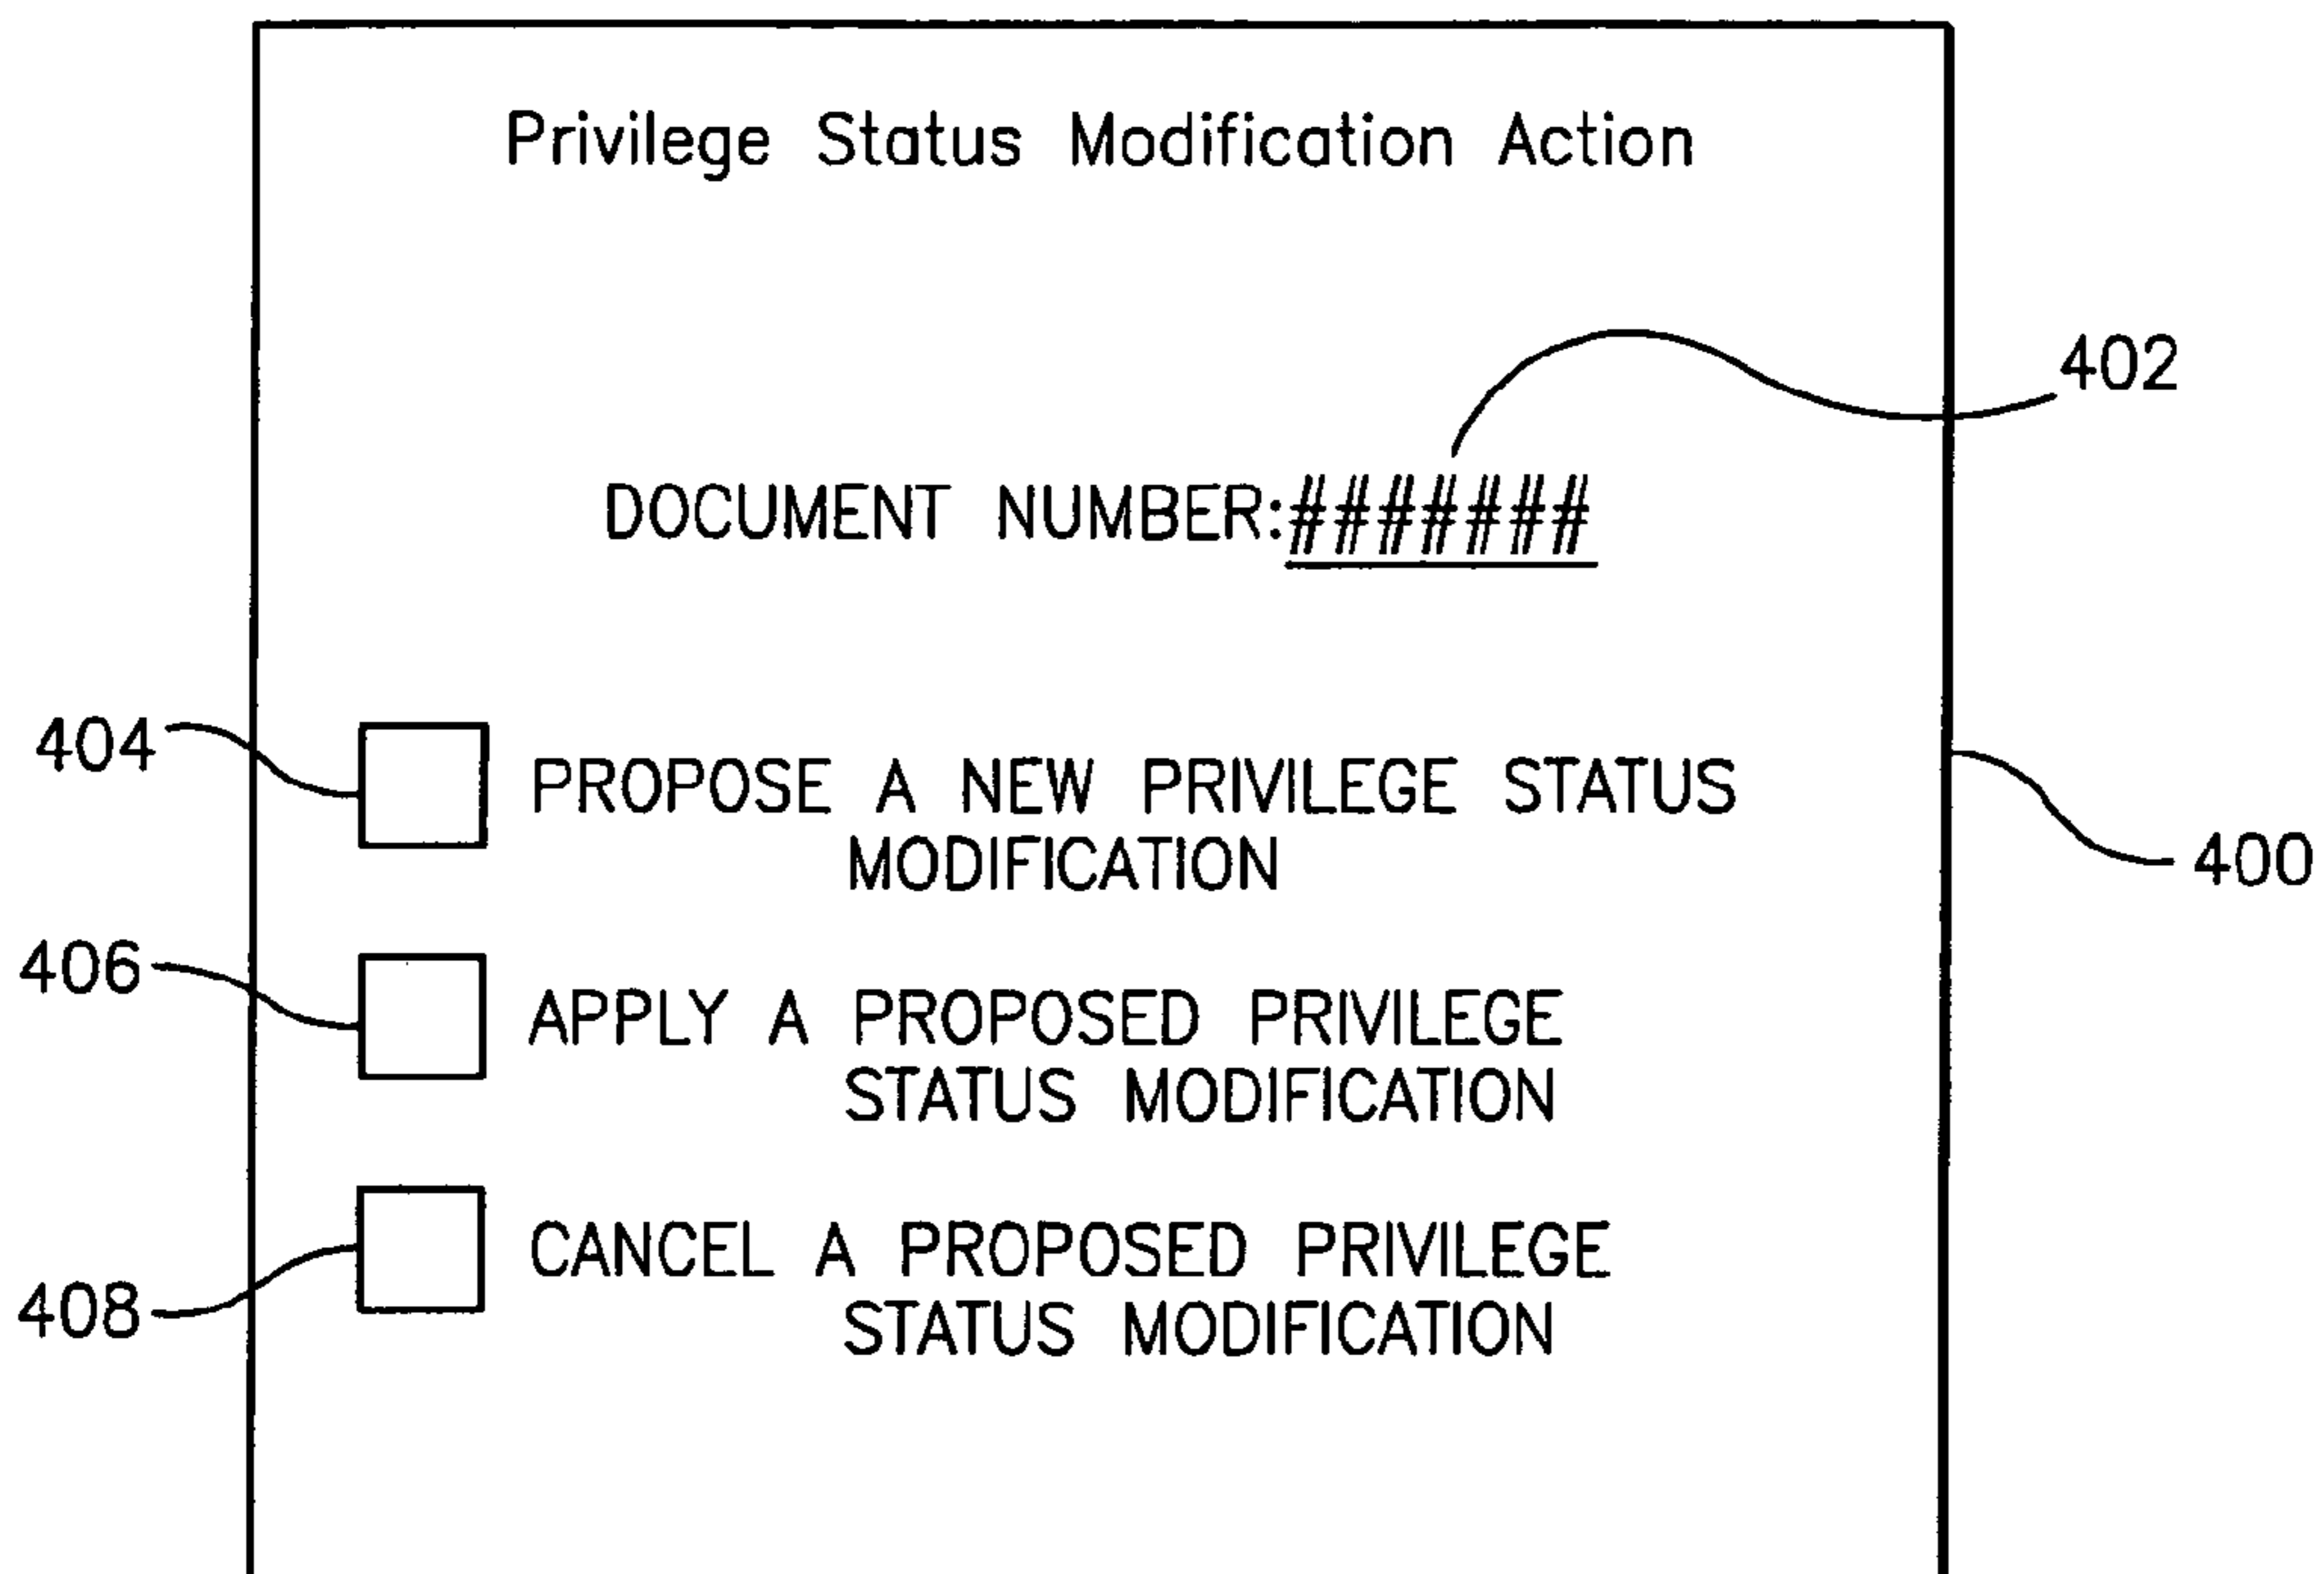 Privilege Status Modification Action
402
DOCUMENT NUMBER:#######
404
PROPOSE A NEW PRIVILEGE STATUS
MODIFICATION
400
406
APPLY A PROPOSED PRIVILEGE
STATUS MODIFICATION
CANCEL A PROPOSED PRIVILEGE
408
STATUS MODIFICATION